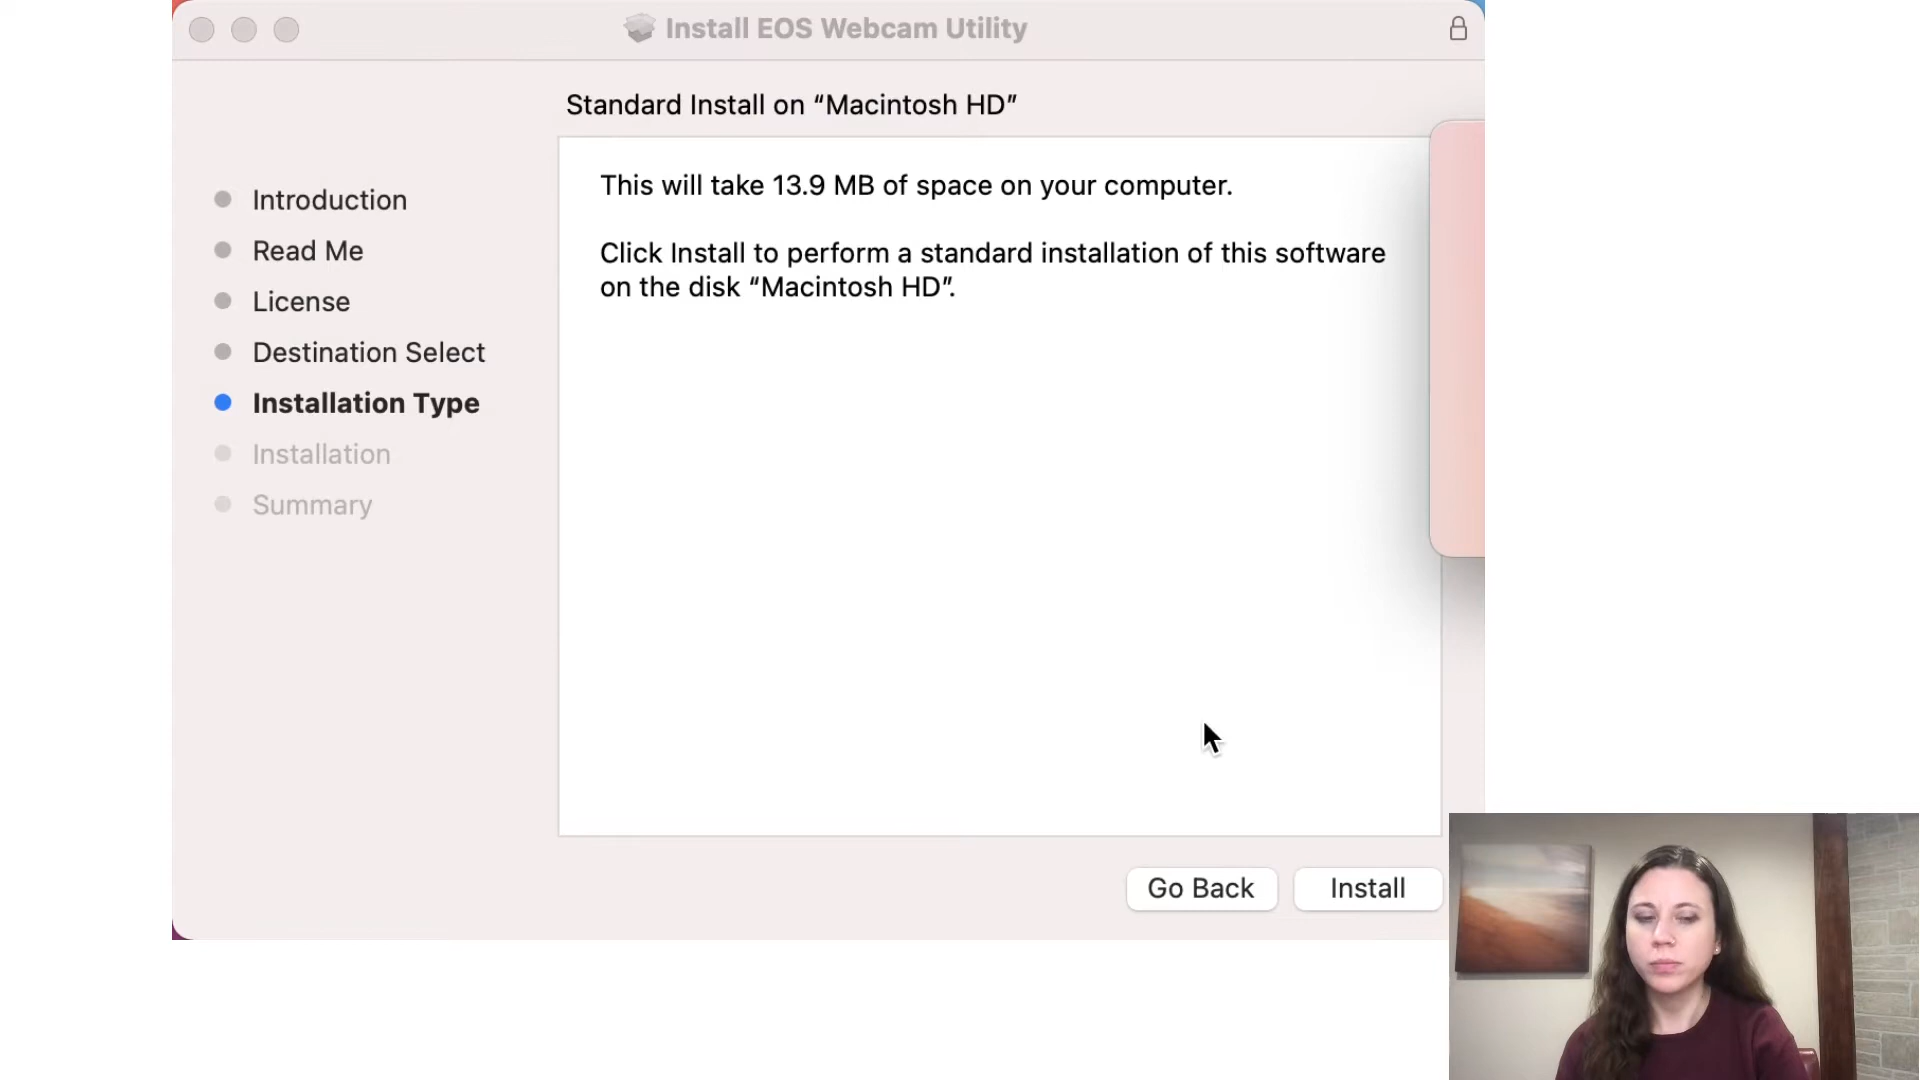 Install EOS Webcam Utility
Standard Install on “Macintosh HD”
Introduction
Read Me
License
Destination Select
Installation Type
Installation
Summary
This will take 13.9 MB of space on your computer.
Click Install to perform a standard installation of this software
on the disk “Macintosh HD”.
Go Back
Install